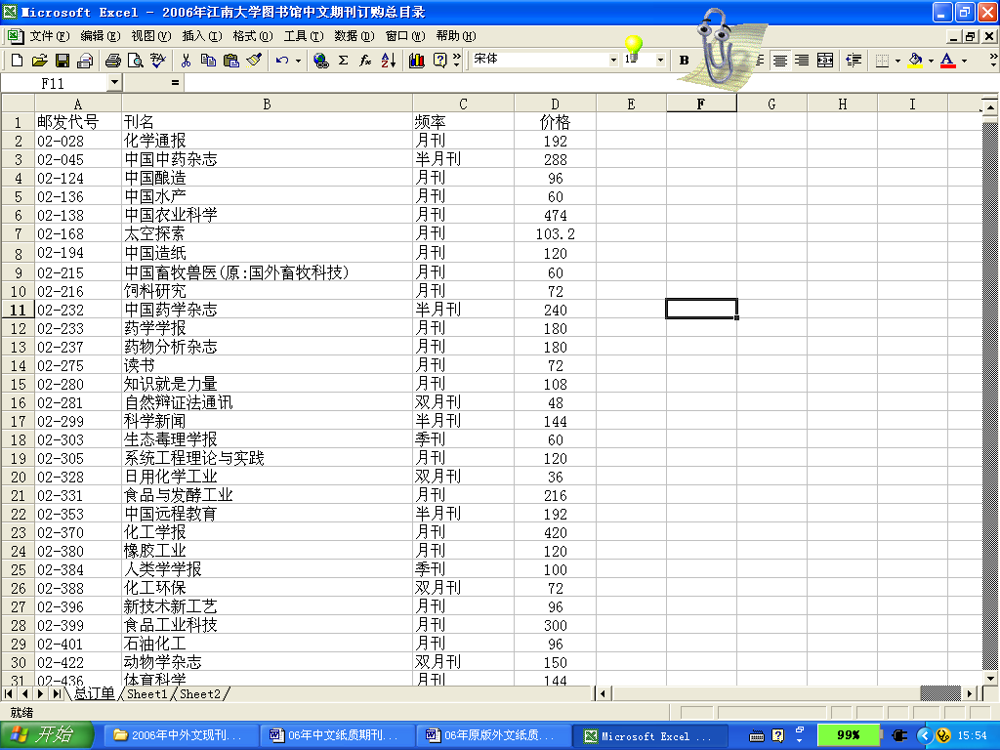 Microsoft Excel - 2006年江南大学图书馆中文期刊订购总目录
文件(F) 编辑(E) 视图(V) 插入(I) 格式(O) 工具(T) 数据(D) 窗口(W) 帮助(H)
宋体 B
F11 =
A B C D E F G H I
1 邮发代号 刊名 频率 价格
2 02-028 化学通报 月刊 192
3 02-045 中国中药杂志 半月刊 288
4 02-124 中国酿造 月刊 96
5 02-136 中国水产 月刊 60
6 02-138 中国农业科学 月刊 474
7 02-168 太空探索 月刊 103.2
8 02-194 中国造纸 月刊 120
9 02-215 中国畜牧兽医(原:国外畜牧科技) 月刊 60
10 02-216 饲料研究 月刊 72
11 02-232 中国药学杂志 半月刊 240
12 02-233 药学学报 月刊 180
13 02-237 药物分析杂志 月刊 180
14 02-275 读书 月刊 72
15 02-280 知识就是力量 月刊 108
16 02-281 自然辩证法通讯 双月刊 48
17 02-299 科学新闻 半月刊 144
18 02-303 生态毒理学报 季刊 60
19 02-305 系统工程理论与实践 月刊 120
20 02-328 日用化学工业 双月刊 36
21 02-331 食品与发酵工业 月刊 216
22 02-353 中国远程教育 半月刊 192
23 02-370 化工学报 月刊 420
24 02-380 橡胶工业 月刊 120
25 02-384 人类学学报 季刊 100
26 02-388 化工环保 双月刊 72
27 02-396 新技术新工艺 月刊 96
28 02-399 食品工业科技 月刊 300
29 02-401 石油化工 月刊 96
30 02-422 动物学杂志 双月刊 150
31 02-436 体育科学 月刊 144
总订单 Sheet1 Sheet2
就绪
开始 2006年中外文现刊... 06年中文纸质期刊... 06年原版外文纸质... Microsoft Excel ... 99% 15:54